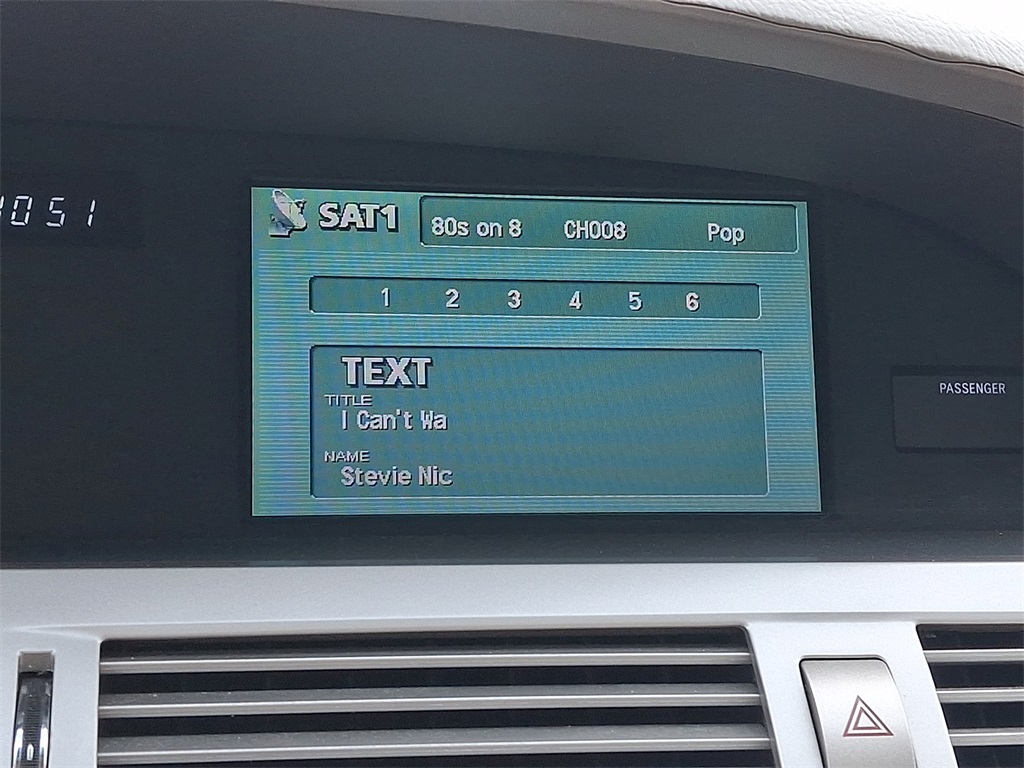 1051
SAT1 80s on 8 CH008 Pop
1 2 3 4 5 6
TEXT
TITLE
I Can't Wa
NAME
Stevie Nic
PASSENGER